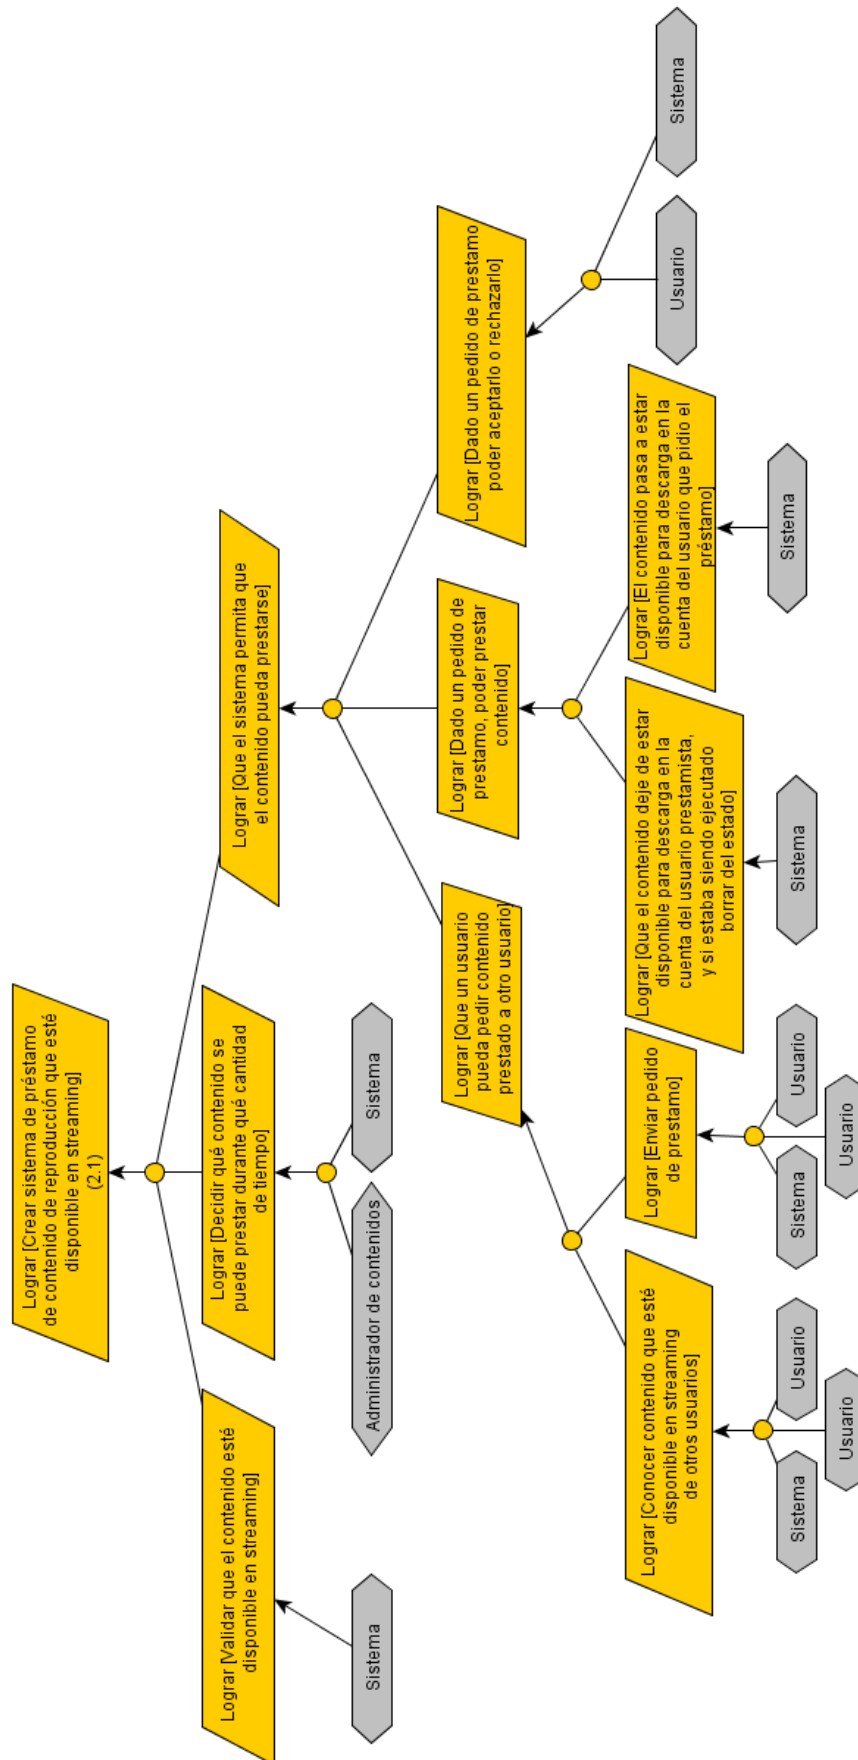 Lograr [Crear sistema de préstamo
de contenido de reproducción que esté
disponible en streaming]
(2.1)
Lograr [Validar que el contenido esté
disponible en streaming]
Lograr [Decidir qué contenido se
puede prestar durante qué cantidad
de tiempo]
Lograr [Que el sistema permita que
el contenido pueda prestarse]
Sistema
Administrador de contenidos
Sistema
Lograr [Que un usuario
pueda pedir contenido
prestado a otro usuario]
Lograr [Dado un pedido de
prestamo, poder prestar
contenido]
Lograr [Dado un pedido de prestamo
poder aceptarlo o rechazarlo]
Lograr [Conocer contenido que esté
disponible en streaming
de otros usuarios]
Lograr [Enviar pedido
de prestamo]
Lograr [Que el contenido deje de estar
disponible para descarga en la
cuenta del usuario prestamista,
y si estaba siendo ejecutado
borrar del estado]
Lograr [El contenido pasa a estar
disponible para descarga en la
cuenta del usuario que pidio el
préstamo]
Usuario
Sistema
Sistema
Usuario
Usuario
Sistema
Usuario
Usuario
Sistema
Sistema